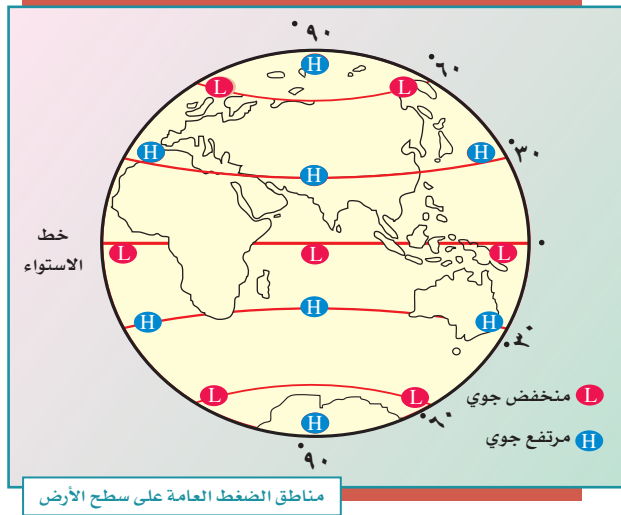 ٩٠°
٦٠°
٣٠°
٠
٣٠°
٦٠°
٩٠°
H
L
L
H
H
H
L
L
L
H
H
H
L
L
H
خط
الاستواء
L منخفض جوي
H مرتفع جوي
مناطق الضغط العامة على سطح الأرض